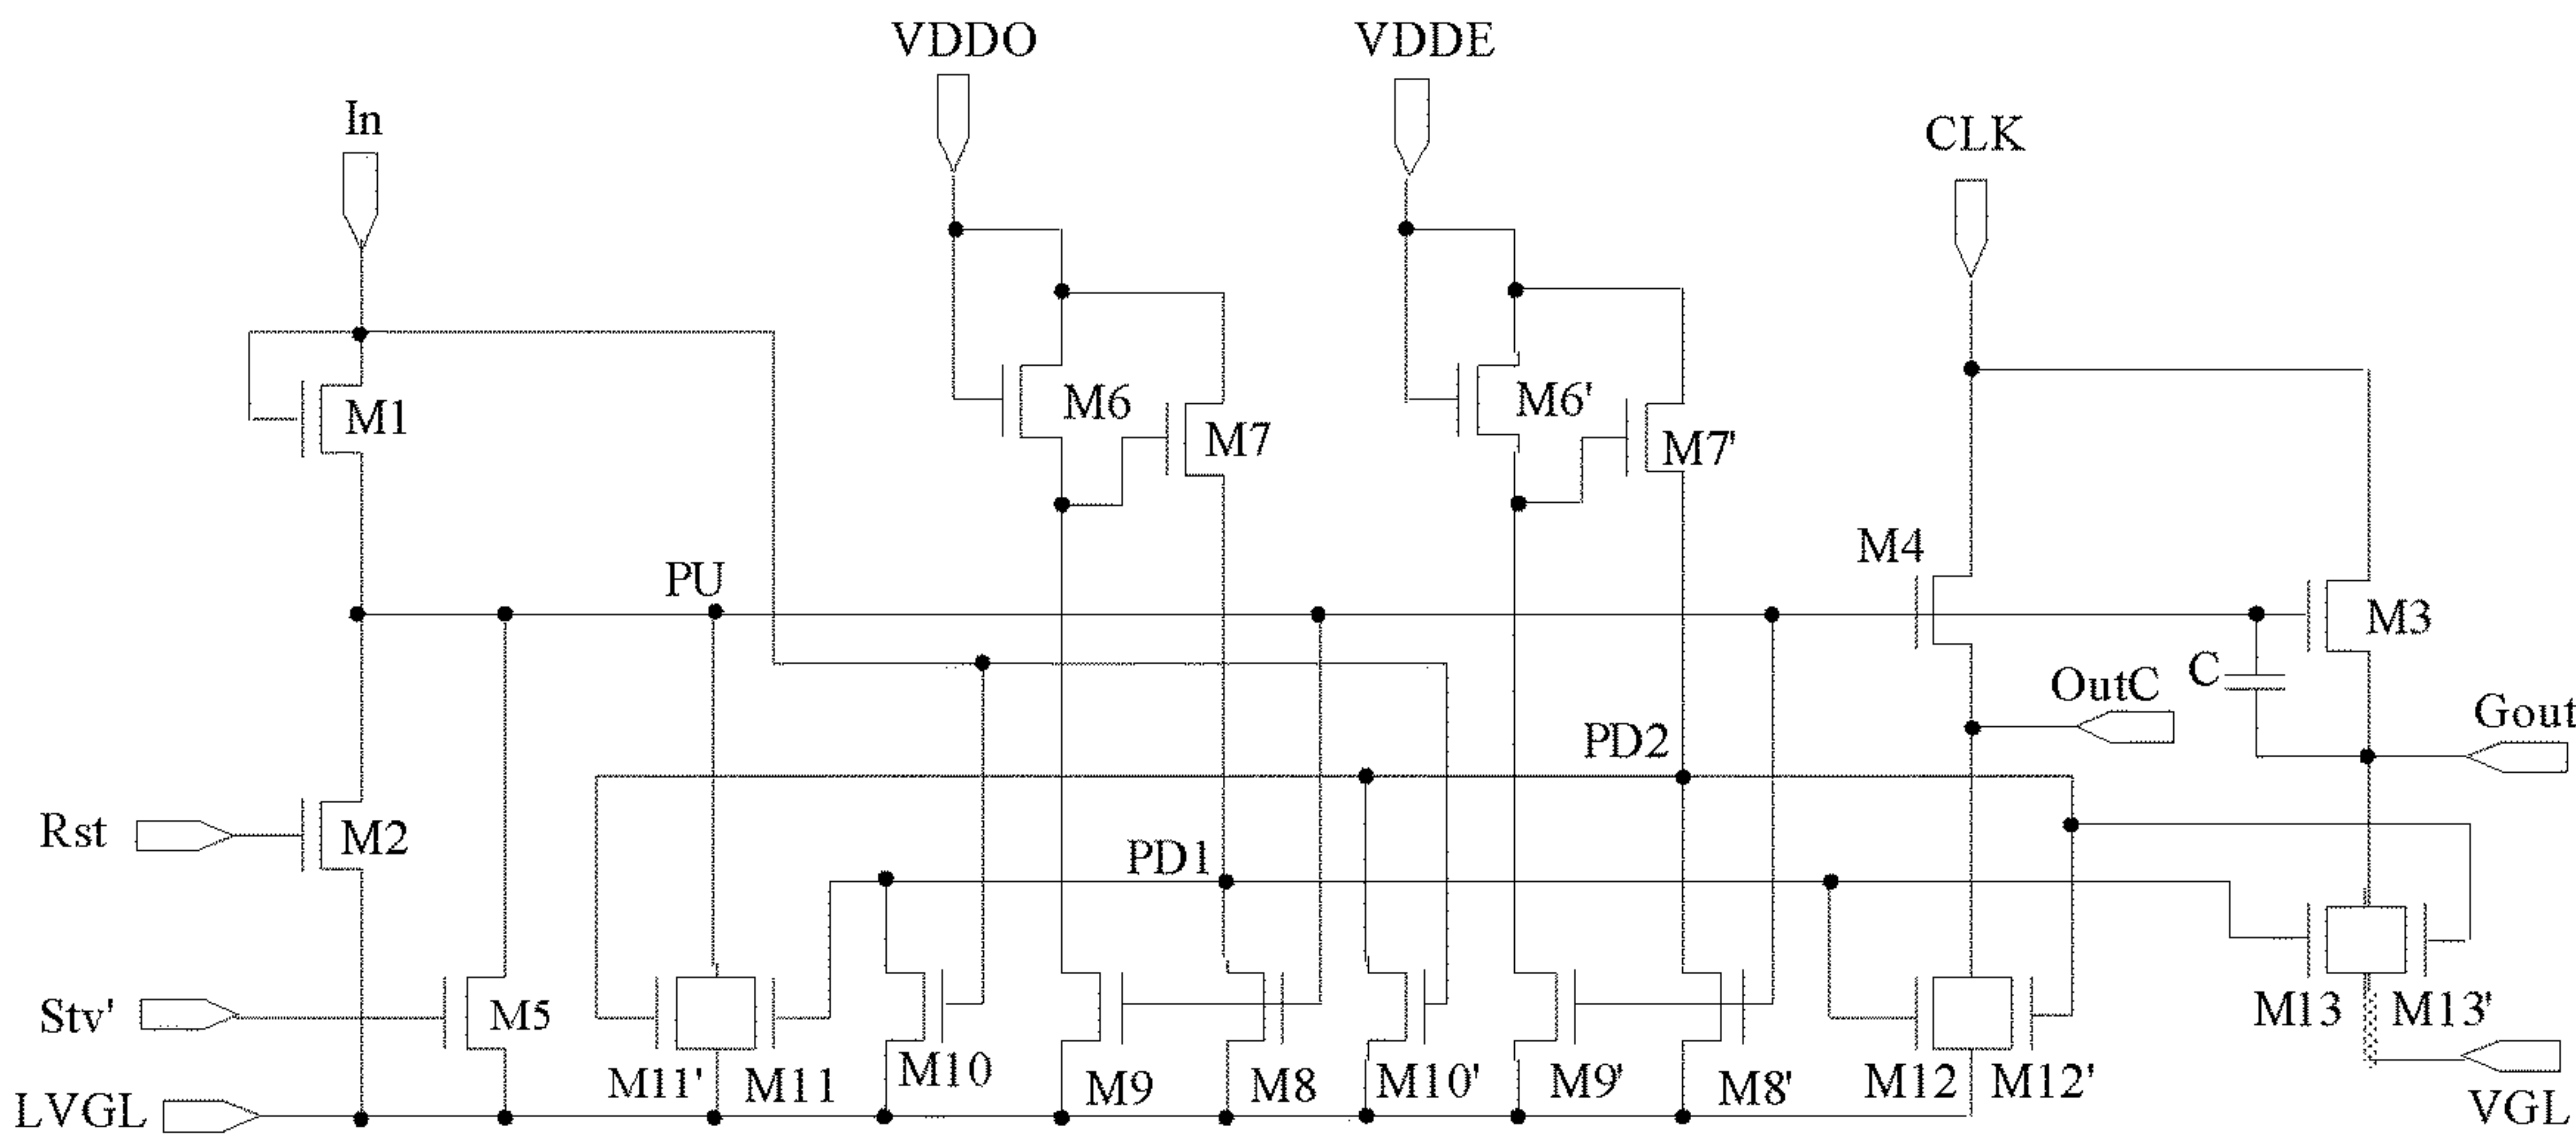 VDDO
VDDE
In
CLK
M1
M6
M7
M6'
M7'
M4
PU
M3
C
OutC
Gout
PD2
Rst
M2
PD1
Stv'
M5
M11'
M11
M10
M9
M8
M10'
M9'
M8'
M12
M12'
M13
M13'
LVGL
VGL